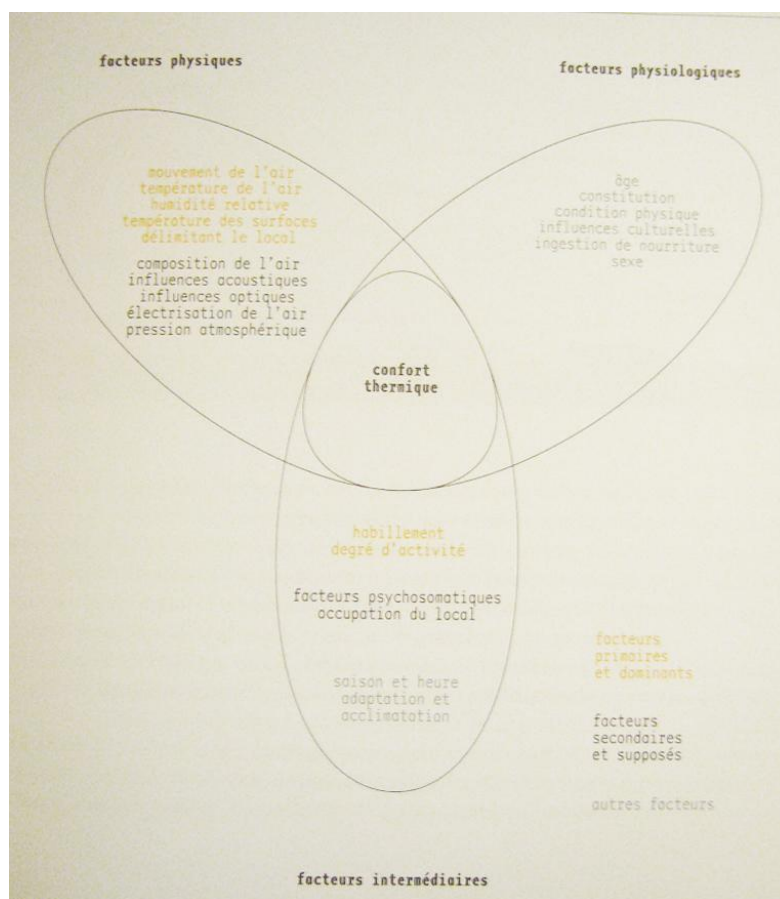 facteurs physiques
facteurs physiologiques
mouvement de l'air
température de l'air
humidité relative
température des surfaces
délimitant le local
composition de l'air
influences acoustiques
influences optiques
électrisation de l'air
pression atmosphérique
âge
constitution
condition physique
influences culturelles
ingestion de nourriture
sexe
confort
thermique
habillement
degré d'activité
facteurs psychosomatiques
occupation du local
saison et heure
adaptation et
acclimatation
facteurs
primaires
et dominants
facteurs
secondaires
et supposés
autres facteurs
facteurs intermédiaires